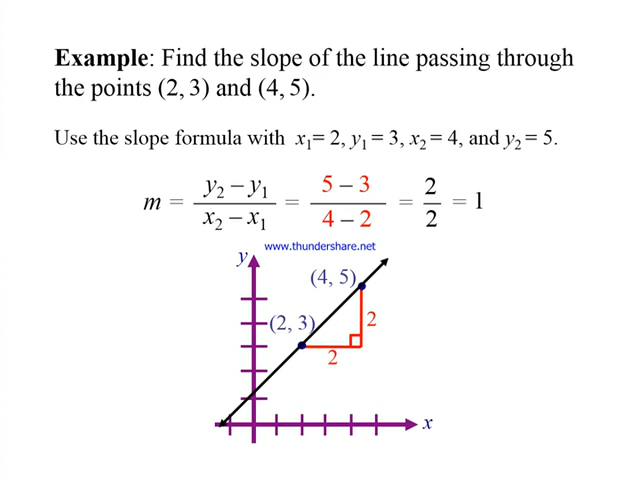 Example: Find the slope of the line passing through
the points (2, 3) and (4, 5).
Use the slope formula with x₁= 2, y₁ = 3, x₂ = 4, and y₂ = 5.
m = (y₂ – y₁)/(x₂ – x₁) = (5 – 3)/(4 – 2) = 2/2 = 1
www.thundershare.net
y
(4, 5)
(2, 3)
2
2
x